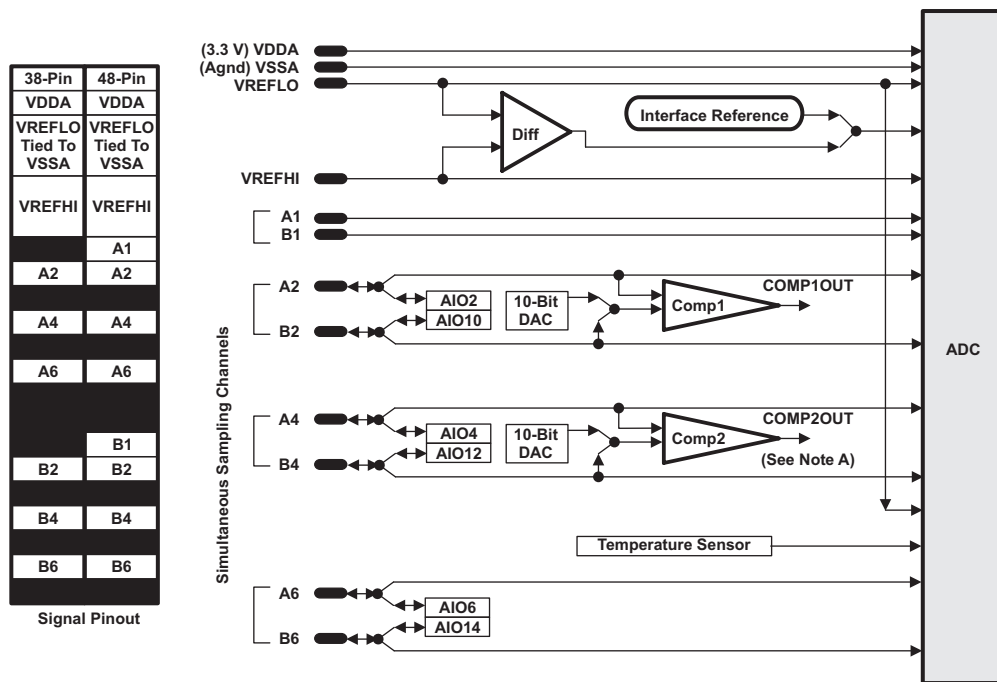 38-Pin 48-Pin
VDDA VDDA
VREFLO VREFLO
Tied To Tied To
VSSA VSSA
VREFHI VREFHI
A1
A2 A2
A4 A4
A6 A6
B1
B2 B2
B4 B4
B6 B6
Signal Pinout
Simultaneous Sampling Channels
(3.3 V) VDDA
(Agnd) VSSA
VREFLO
Interface Reference
Diff
VREFHI
A1
B1
A2
AIO2
AIO10
10-Bit
DAC
Comp1
COMP1OUT
B2
A4
AIO4
AIO12
10-Bit
DAC
Comp2
COMP2OUT
(See Note A)
B4
Temperature Sensor
A6
AIO6
AIO14
B6
ADC